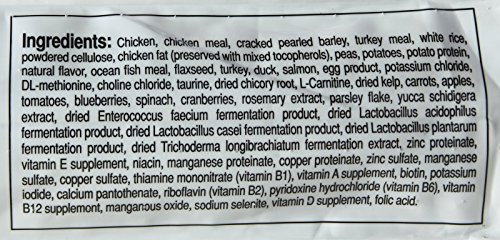 Ingredients: Chicken, chicken meal, cracked pearled barley, turkey meal, white rice,
powdered cellulose, chicken fat (preserved with mixed tocopherols), peas, potatoes, potato protein,
natural flavor, ocean fish meal, flaxseed, turkey, duck, salmon, egg product, potassium chloride,
DL-methionine, choline chloride, taurine, dried chicory root, L-Carnitine, dried kelp, carrots, apples,
tomatoes, blueberries, spinach, cranberries, rosemary extract, parsley flake, yucca schidigera
extract, dried Enterococcus faecium fermentation product, dried Lactobacillus acidophilus
fermentation product, dried Lactobacillus casei fermentation product, dried Lactobacillus plantarum
fermentation product, dried Trichoderma longibrachiatum fermentation extract, zinc proteinate,
vitamin E supplement, niacin, manganese proteinate, copper proteinate, zinc sulfate, manganese
sulfate, copper sulfate, thiamine mononitrate (vitamin B1), vitamin A supplement, biotin, potassium
iodide, calcium pantothenate, riboflavin (vitamin B2), pyridoxine hydrochloride (vitamin B6), vitamin
B12 supplement, manganous oxide, sodium selenite, vitamin D supplement, folic acid.